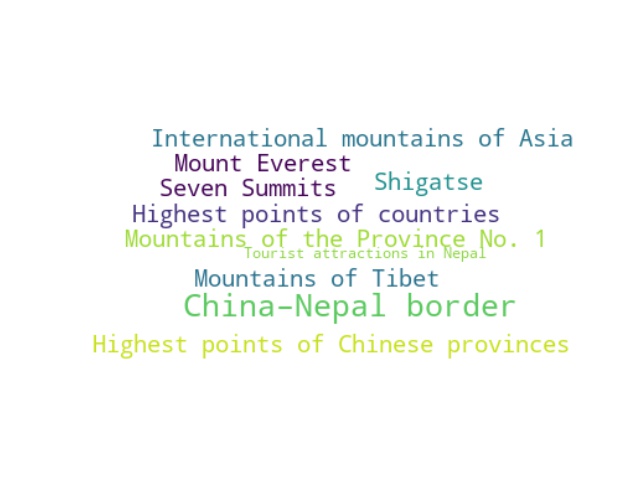 International mountains of Asia
Mount Everest
Shigatse
Seven Summits
Highest points of countries
Mountains of the Province No. 1
Tourist attractions in Nepal
Mountains of Tibet
China–Nepal border
Highest points of Chinese provinces